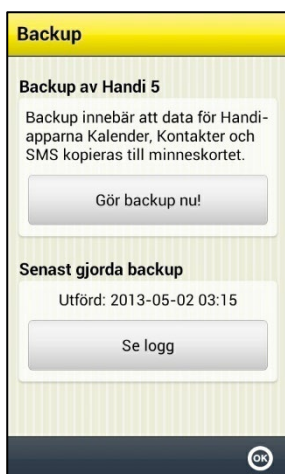 Backup
Backup av Handi 5
Backup innebär att data för Handi-
apparna Kalender, Kontakter och
SMS kopieras till minneskortet.
Gör backup nu!
Senast gjorda backup
Utförd: 2013-05-02 03:15
Se logg
OK